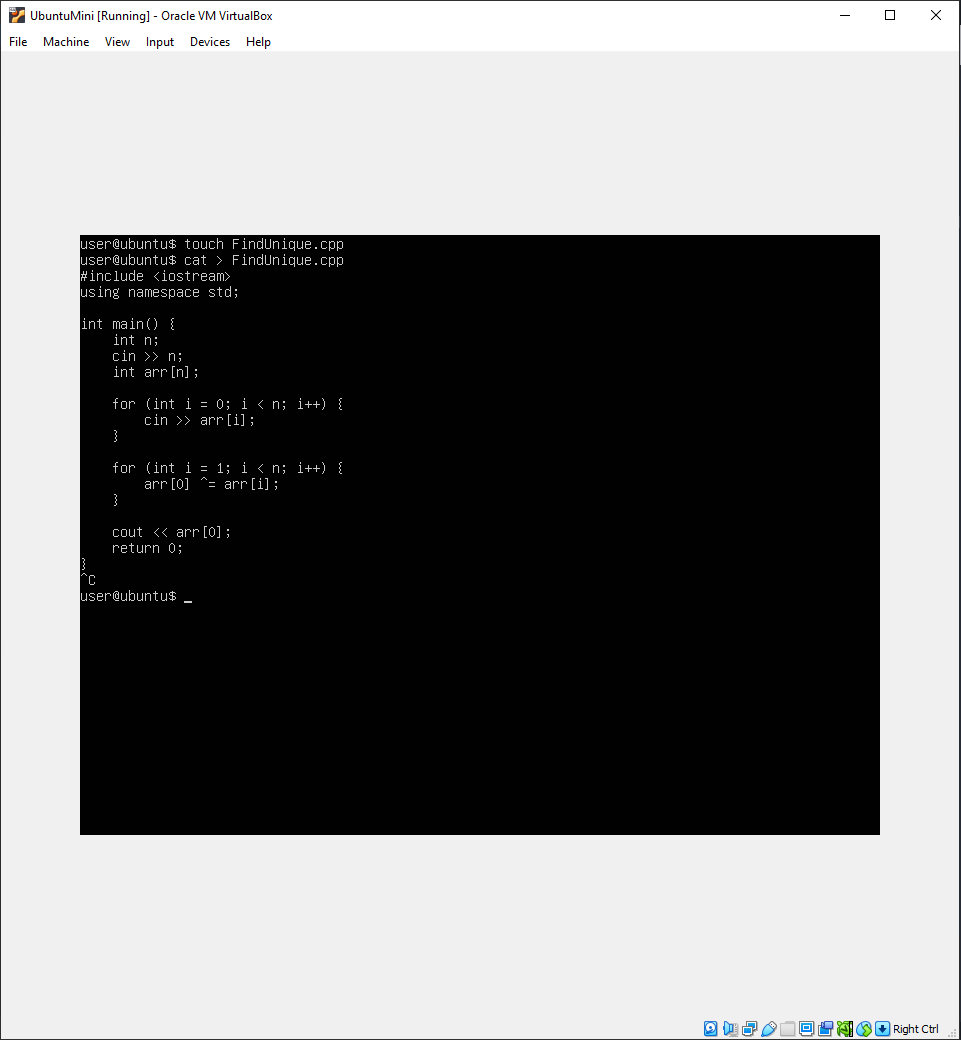 UbuntuMini [Running] - Oracle VM VirtualBox
File Machine View Input Devices Help
user@ubuntu$ touch FindUnique.cpp
user@ubuntu$ cat > FindUnique.cpp
#include <iostream>
using namespace std;

int main() {
    int n;
    cin >> n;
    int arr[n];

    for (int i = 0; i < n; i++) {
        cin >> arr[i];
    }

    for (int i = 1; i < n; i++) {
        arr[0] ^= arr[i];
    }

    cout << arr[0];
    return 0;
}
^C
user@ubuntu$ _
Right Ctrl